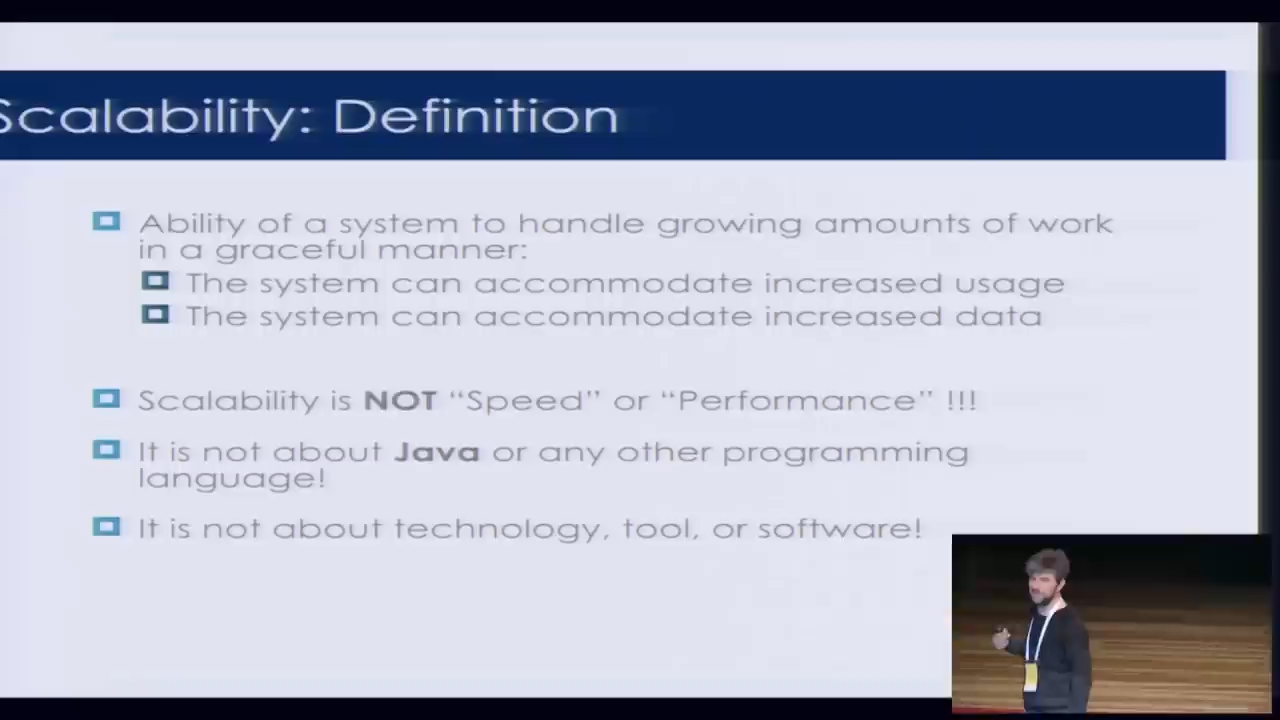 Scalability: Definition
Ability of a system to handle growing amounts of work
in a graceful manner:
The system can accommodate increased usage
The system can accommodate increased data
Scalability is NOT “Speed” or “Performance” !!!
It is not about Java or any other programming
language!
It is not about technology, tool, or software!